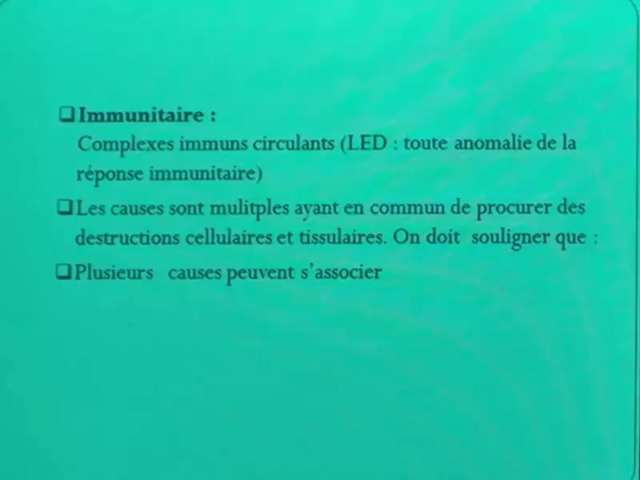 ❑Immunitaire :
Complexes immuns circulants (LED : toute anomalie de la
réponse immunitaire)
❑Les causes sont mulitples ayant en commun de procurer des
destructions cellulaires et tissulaires. On doit souligner que :
❑Plusieurs causes peuvent s’associer